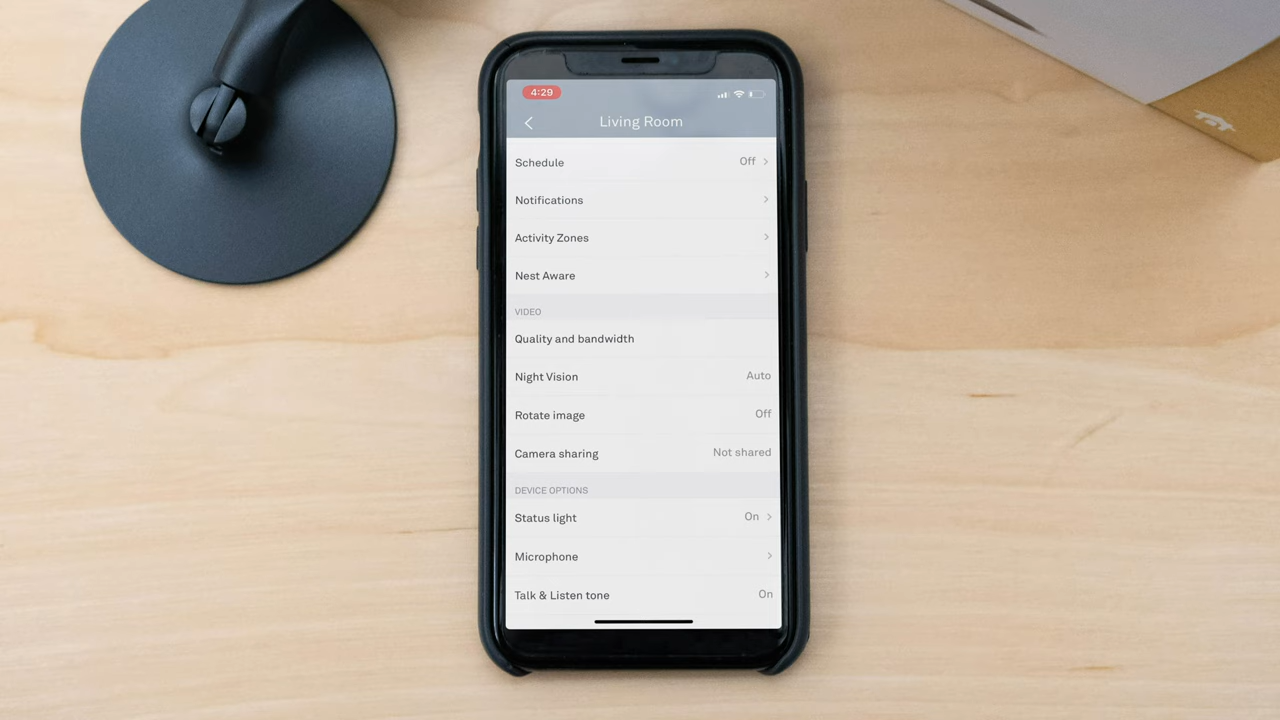 4:29
Living Room
Schedule Off
Notifications
Activity Zones
Nest Aware
VIDEO
Quality and bandwidth
Night Vision Auto
Rotate image Off
Camera sharing Not shared
DEVICE OPTIONS
Status light On
Microphone
Talk & Listen tone On